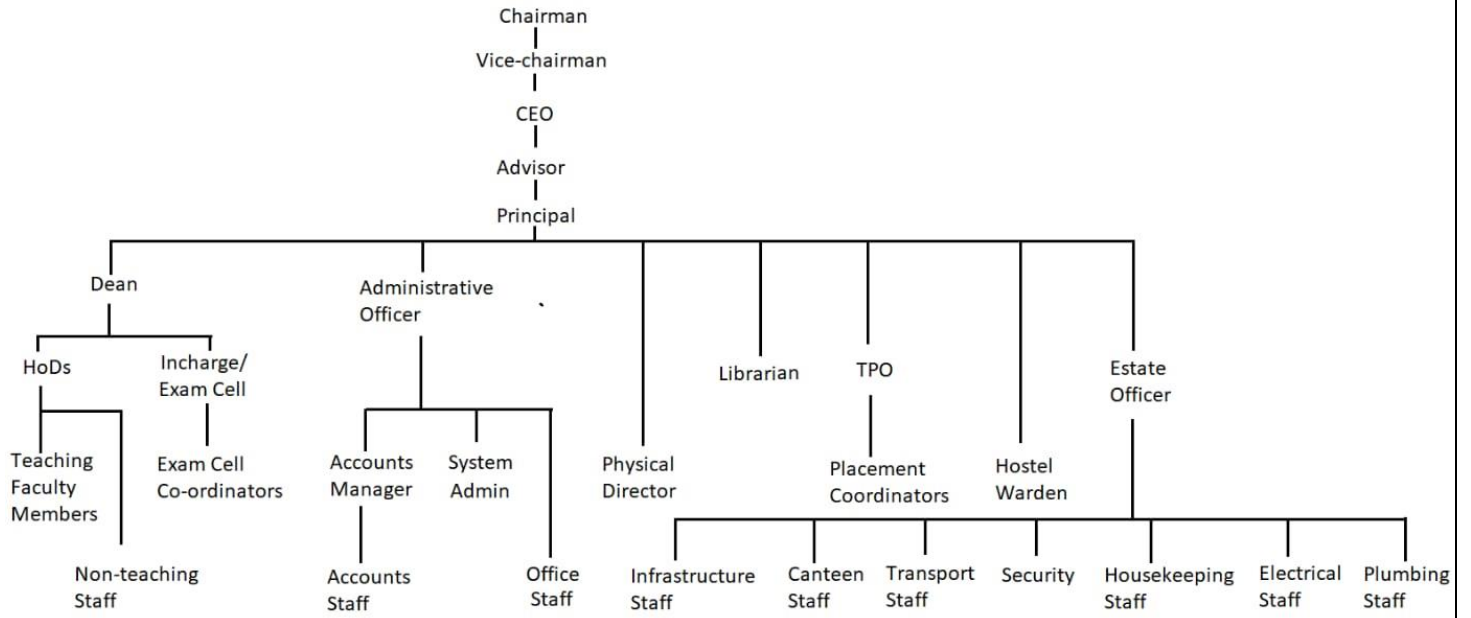 Chairman
Vice-chairman
CEO
Advisor
Principal
Dean
Administrative
Officer
HoDs
Incharge/
Exam Cell
Librarian
TPO
Estate
Officer
Teaching
Faculty
Members
Exam Cell
Co-ordinators
Accounts
Manager
System
Admin
Physical
Director
Placement
Coordinators
Hostel
Warden
Non-teaching
Staff
Accounts
Staff
Office
Staff
Infrastructure
Staff
Canteen
Staff
Transport
Staff
Security
Housekeeping
Staff
Electrical
Staff
Plumbing
Staff